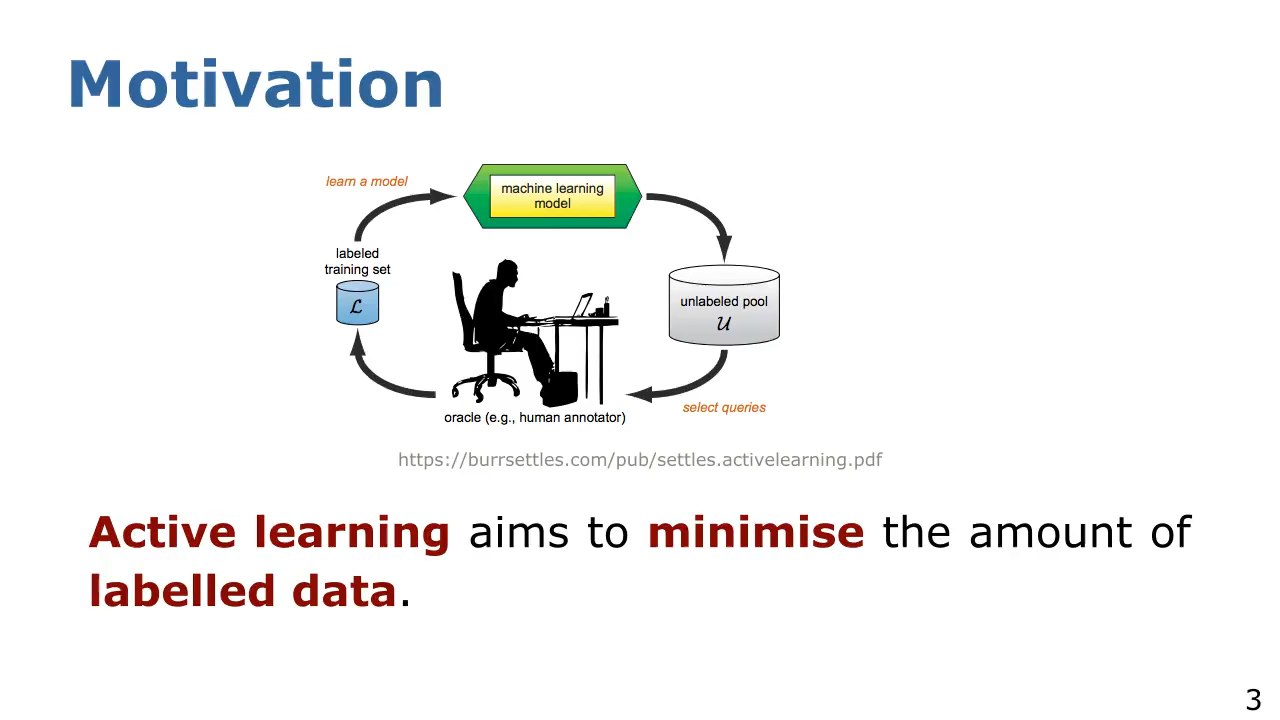 Motivation
learn a model
machine learning
model
labeled
training set
ℒ
unlabeled pool
𝒰
select queries
oracle (e.g., human annotator)
https://burrsettles.com/pub/settles.activelearning.pdf
Active learning aims to minimise the amount of
labelled data.
3